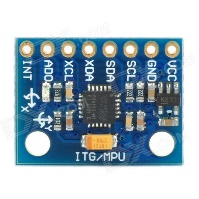 INT
ADO
XCL
XDA
SDA
SCL
GND
VCC
X
Y
ITG/MPU